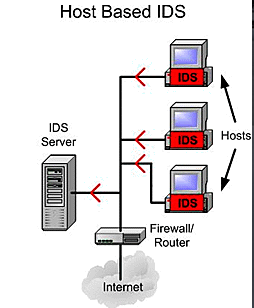 Host Based IDS
IDS
IDS
Server
IDS
Hosts
IDS
Firewall/
Router
Internet